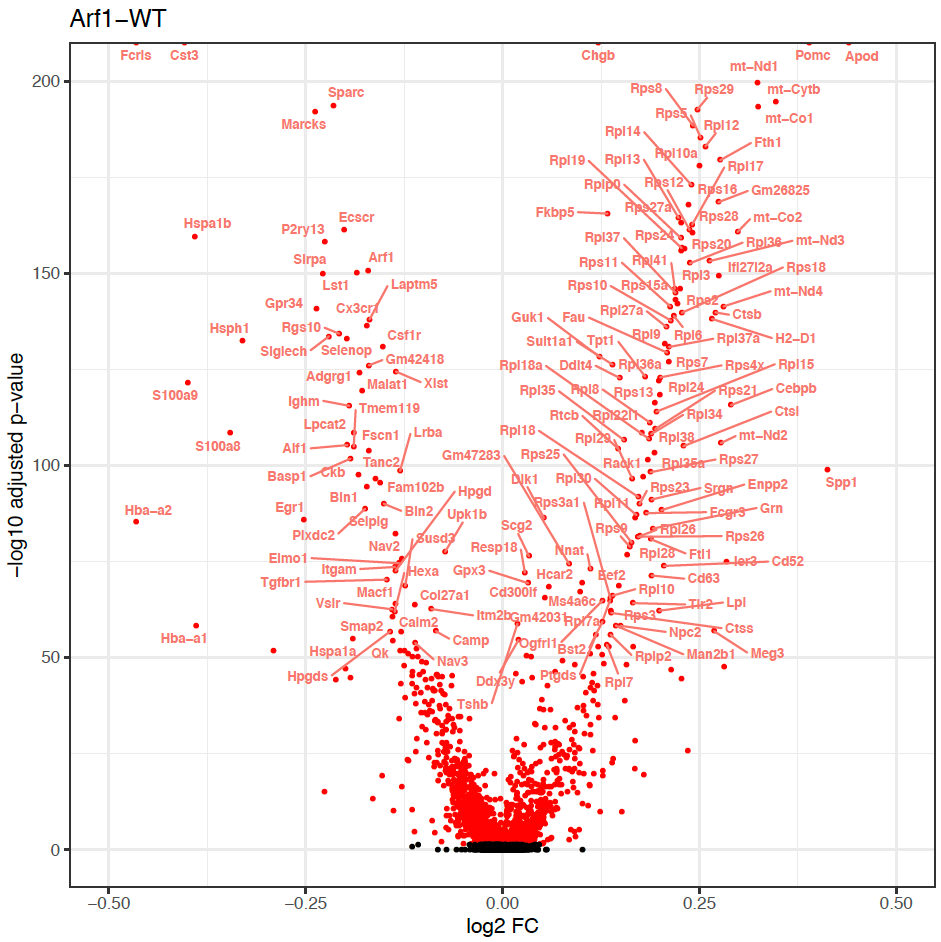 Arf1−WT
Fcrls Cst3 Chgb Pomc Apod
mt−Nd1
200
Sparc Rps8 Rps29 mt−Cytb
Marcks Rps5 Rpl12 mt−Co1
Rpl14
Rpl10a Fth1
Rpl19 Rpl13 Rpl17
Rplp0 Rps12 Rps16 Gm26825
Fkbp5 Rps27a Rps28 mt−Co2
Hspa1b Ecscr
P2ry13 Rpl37 Rps24 Rps20 Rpl36 mt−Nd3
Sirpa Arf1 Rps11 Rpl41 Rpl3 Ifi27l2a Rps18
150
Lst1 Laptm5 Rps10 Rps15a mt−Nd4
Gpr34 Cx3cr1 Rpl27a Rps2 Ctsb
Hsph1 Rgs10 Csf1r Guk1 Fau Rpl9 Rpl6 Rpl37a H2−D1
Siglech Selenop Sult1a1 Tpt1
Gm42418 Rpl18a Ddlt4 Rpl36a Rps7 Rps4x Rpl15
Adgrg1 Malat1 Xist
S100a9 Rpl35 Rpl8 Rps13 Rpl24 Rps21 Cebpb
Ighm Tmem119 Rtcb Rpl22l1 Rpl34 Ctsl
Lpcat2
S100a8 Alf1 Fscn1 Lrba Rpl18 Rpl29 Rpl38 mt−Nd2
Gm47283 Rps25
100
Basp1 Ckb Tanc2 Rack1 Rpl35a Rps27
Dlk1 Rpl30 Spp1
Bin1 Fam102b Hpgd Rps23 Srgn Enpp2
Hba−a2 Egr1 Selplg Bin2 Upk1b Rps3a1 Rpl11 Fcgr3 Grn
Plxdc2 Scg2 Rps9 Rpl26 Rps26
Nav2 Susd3 Resp18 Nnat Rpl28 Ftl1
Elmo1 Itgam Hexa Gpx3 Hcar2 Eef2 Ier3 Cd52
Tgfbr1 Macf1 Col27a1 Cd300lf Rpl10 Cd63
Vsir Calm2 Itm2b Gm42031 Ms4a6c Rps3 Tlr2 Lpl
Smap2 Camp Rpl7a Npc2 Ctss
Hba−a1 Ogfrl1 Bst2 Rplp2 Man2b1 Meg3
Hspa1a Qk Nav3
50
Hpgds Ddx3y Ptgds Rpl7
Tshb
0
−0.50 −0.25 0.00 0.25 0.50
log2 FC
−log10 adjusted p−value